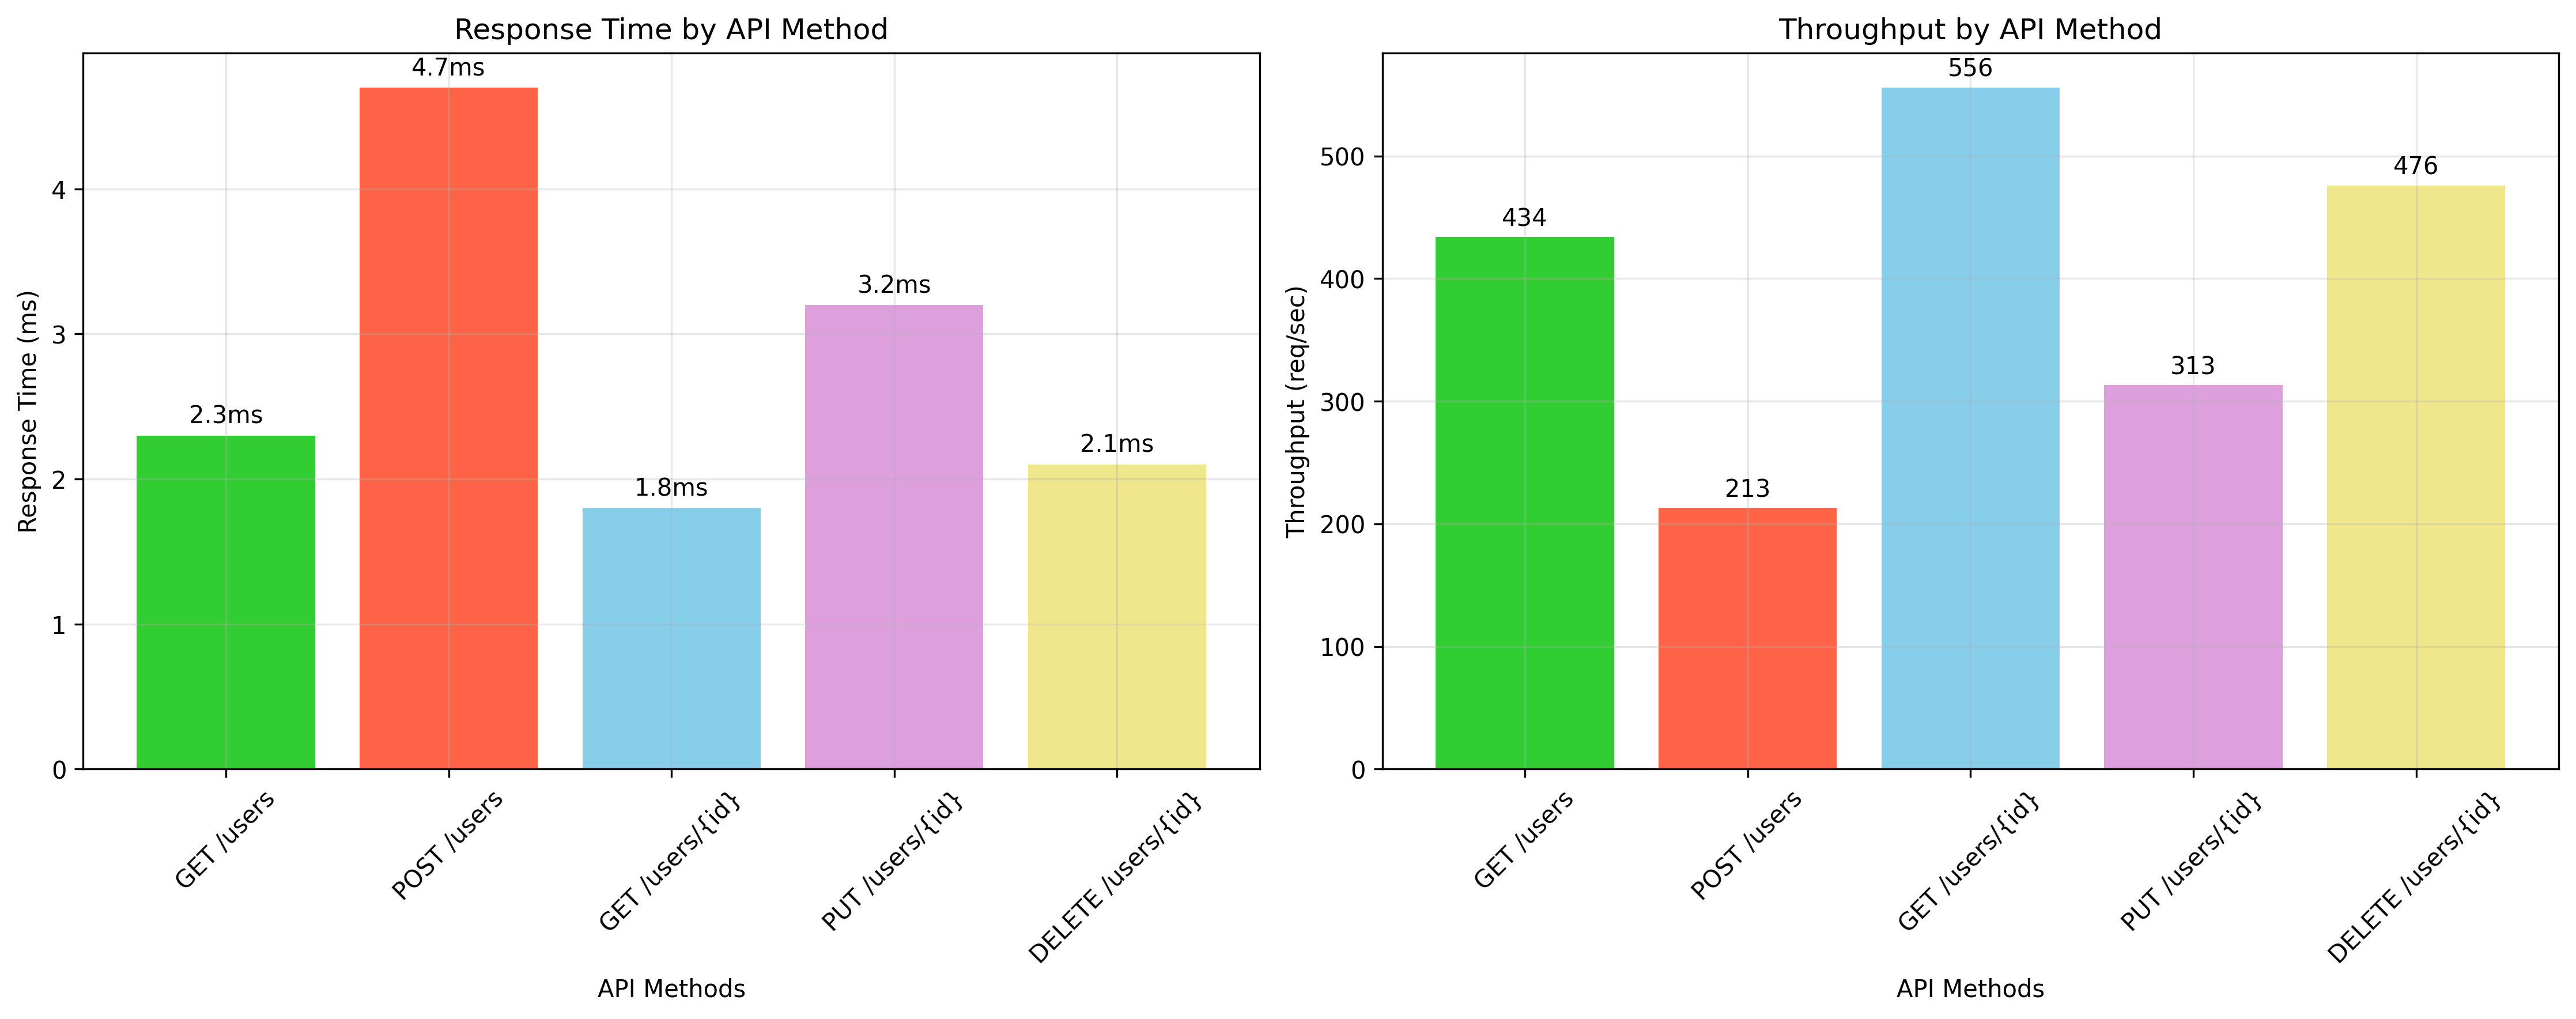 Response Time by API Method
Response Time (ms)
4
3
2
1
0
2.3ms
4.7ms
1.8ms
3.2ms
2.1ms
GET /users
POST /users
GET /users/{id}
PUT /users/{id}
DELETE /users/{id}
API Methods
Throughput by API Method
Throughput (req/sec)
500
400
300
200
100
0
434
213
556
313
476
GET /users
POST /users
GET /users/{id}
PUT /users/{id}
DELETE /users/{id}
API Methods